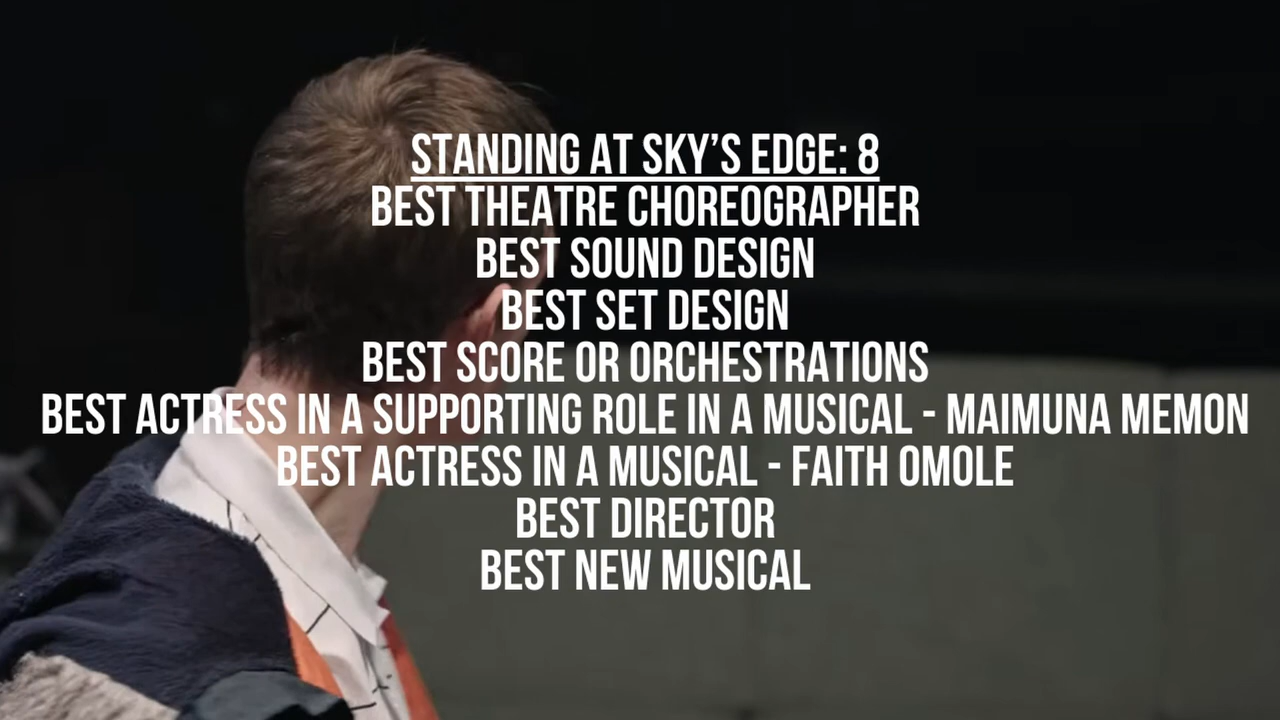 STANDING AT SKY'S EDGE: 8
BEST THEATRE CHOREOGRAPHER
BEST SOUND DESIGN
BEST SET DESIGN
BEST SCORE OR ORCHESTRATIONS
BEST ACTRESS IN A SUPPORTING ROLE IN A MUSICAL - MAIMUNA MEMON
BEST ACTRESS IN A MUSICAL - FAITH OMOLE
BEST DIRECTOR
BEST NEW MUSICAL